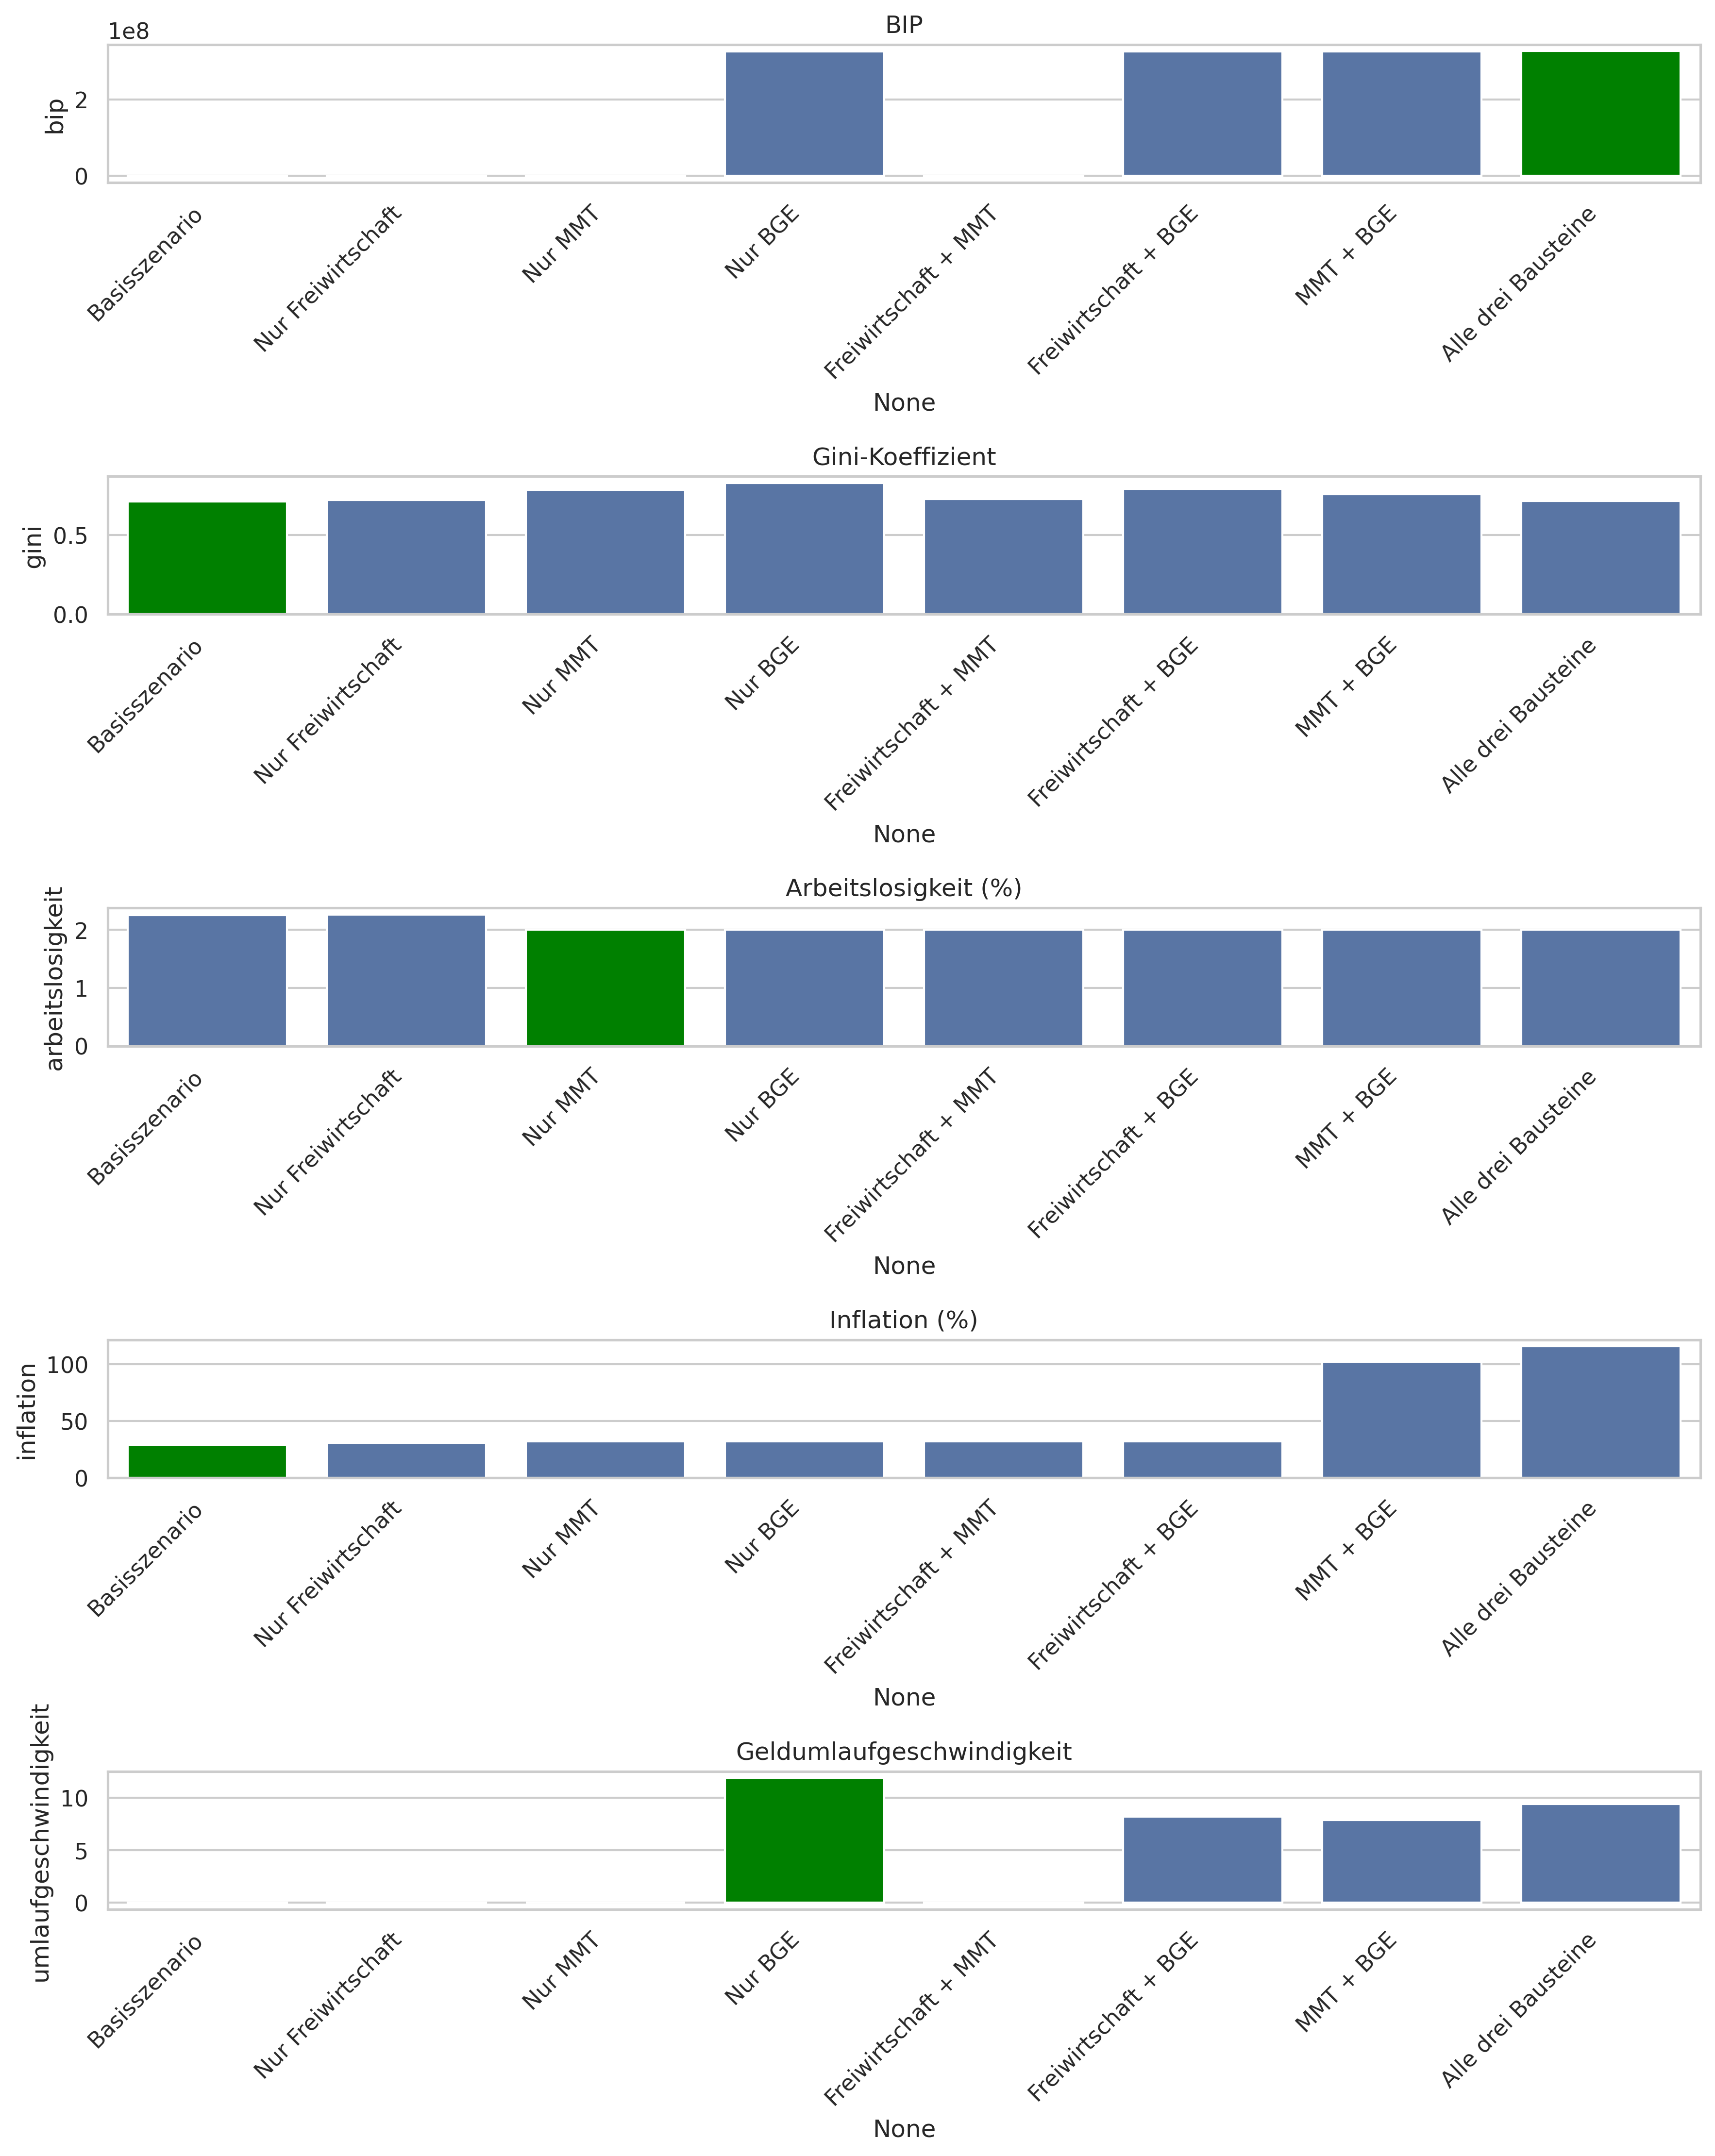 BIP
1e8
bip
2
0
Basisszenario
Nur Freiwirtschaft
Nur MMT
Nur BGE
Freiwirtschaft + MMT
Freiwirtschaft + BGE
MMT + BGE
Alle drei Bausteine
None
Gini-Koeffizient
gini
0.5
0.0
Basisszenario
Nur Freiwirtschaft
Nur MMT
Nur BGE
Freiwirtschaft + MMT
Freiwirtschaft + BGE
MMT + BGE
Alle drei Bausteine
None
Arbeitslosigkeit (%)
arbeitslosigkeit
2
1
0
Basisszenario
Nur Freiwirtschaft
Nur MMT
Nur BGE
Freiwirtschaft + MMT
Freiwirtschaft + BGE
MMT + BGE
Alle drei Bausteine
None
Inflation (%)
inflation
100
50
0
Basisszenario
Nur Freiwirtschaft
Nur MMT
Nur BGE
Freiwirtschaft + MMT
Freiwirtschaft + BGE
MMT + BGE
Alle drei Bausteine
None
Geldumlaufgeschwindigkeit
umlaufgeschwindigkeit
10
5
0
Basisszenario
Nur Freiwirtschaft
Nur MMT
Nur BGE
Freiwirtschaft + MMT
Freiwirtschaft + BGE
MMT + BGE
Alle drei Bausteine
None